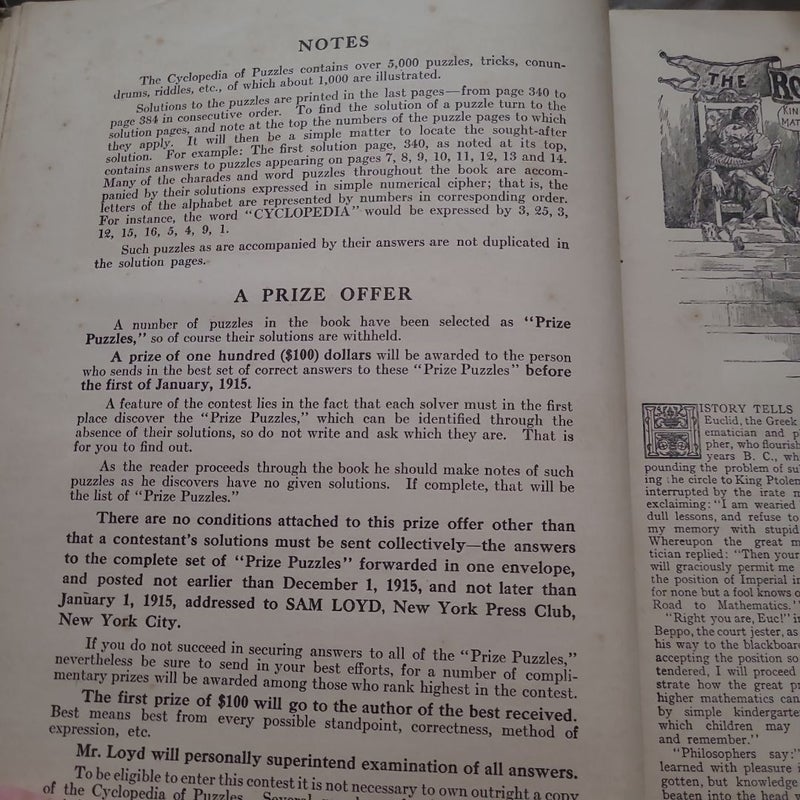 NOTES
The Cyclopedia of Puzzles contains over 5,000 puzzles, tricks, conun-
drums, riddles, etc., of which about 1,000 are illustrated.
Solutions to the puzzles are printed in the last pages—from page 340 to
page 384 in consecutive order. To find the solution of a puzzle turn to the
solution pages, and note at the top the numbers of the puzzle pages to which
they apply. It will then be a simple matter to locate the sought-after
solution. For example: The first solution page, 340, as noted at its top,
contains answers to puzzles appearing on pages 7, 8, 9, 10, 11, 12, 13 and 14.
Many of the charades and word puzzles throughout the book are accom-
panied by their solutions expressed in simple numerical cipher; that is, the
letters of the alphabet are represented by numbers in corresponding order.
For instance, the word "CYCLOPEDIA" would be expressed by 3, 25, 3,
12, 15, 16, 5, 4, 9, 1.
Such puzzles as are accompanied by their answers are not duplicated in
the solution pages.
A PRIZE OFFER
A number of puzzles in the book have been selected as "Prize
Puzzles," so of course their solutions are withheld.
A prize of one hundred ($100) dollars will be awarded to the person
who sends in the best set of correct answers to these "Prize Puzzles" before
the first of January, 1915.
A feature of the contest lies in the fact that each solver must in the first
place discover the "Prize Puzzles," which can be identified through the
absence of their solutions, so do not write and ask which they are. That is
for you to find out.
As the reader proceeds through the book he should make notes of such
puzzles as he discovers have no given solutions. If complete, that will be
the list of "Prize Puzzles."
There are no conditions attached to this prize offer other than
that a contestant's solutions must be sent collectively—the answers
to the complete set of "Prize Puzzles" forwarded in one envelope,
and posted not earlier than December 1, 1915, and not later than
January 1, 1915, addressed to SAM LOYD, New York Press Club,
New York City.
If you do not succeed in securing answers to all of the "Prize Puzzles,"
nevertheless be sure to send in your best efforts, for a number of compli-
mentary prizes will be awarded among those who rank highest in the contest.
The first prize of $100 will go to the author of the best received.
Best means best from every possible standpoint, correctness, method of
expression, etc.
Mr. Loyd will personally superintend examination of all answers.
To be eligible to enter this contest it is not necessary to own outright a copy
of the Cyclopedia of Puzzles.
THE RO
KIN
MAT
HISTORY TELLS
Euclid, the Greek
ematician and p
pher, who flourish
years B. C., wh
pounding the problem of su
ing the circle to King Ptolen
interrupted by the irate m
exclaiming: "I am wearied
dull lessons, and refuse to
my memory with stupid
Whereupon the great m
tician replied: "Then your
will graciously permit me
the position of Imperial in
for none but a fool knows o
Road to Mathematics."
"Right you are, Euc!" in
Beppo, the court jester, as
his way to the blackboard
accepting the position so
tendered, I will proceed
strate how the great pr
higher mathematics can
by simple kindergarte
which children may
and remember."
"Philosophers say:"
learned with pleasure i
gotten, but knowledge
beaten into the head w